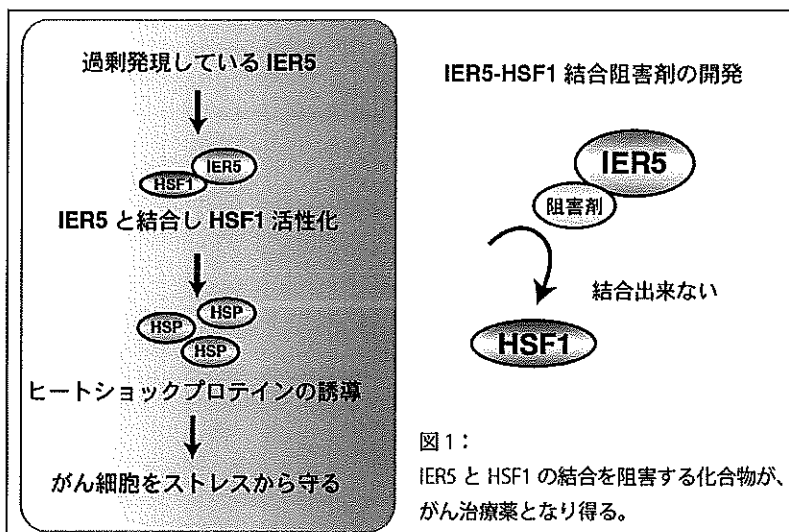 過剰発現している IER5
IER5
HSF1
IER5 と結合し HSF1 活性化
HSP
HSP
HSP
ヒートショックプロテインの誘導
がん細胞をストレスから守る
IER5-HSF1 結合阻害剤の開発
IER5
阻害剤
結合出来ない
HSF1
図 1：
IER5 と HSF1 の結合を阻害する化合物が、
がん治療薬となり得る。